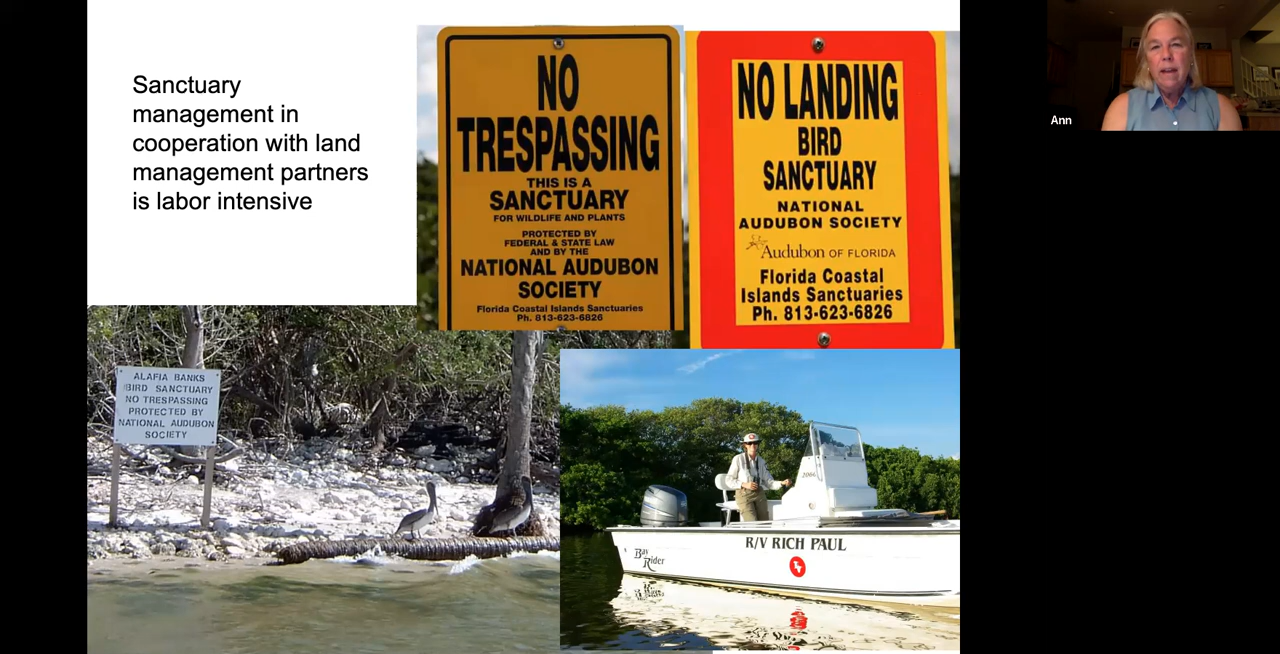 Sanctuary
management in
cooperation with land
management partners
is labor intensive
NO
TRESPASSING
THIS IS A
SANCTUARY
FOR WILDLIFE AND PLANTS
PROTECTED BY
FEDERAL & STATE LAW
AND BY THE
NATIONAL AUDUBON
SOCIETY
Florida Coastal Islands Sanctuaries
Ph. 813-623-6826
NO LANDING
BIRD
SANCTUARY
NATIONAL
AUDUBON SOCIETY
Audubon OF FLORIDA
Florida Coastal
Islands Sanctuaries
Ph. 813-623-6826
Ann
ALAFIA BANKS
BIRD SANCTUARY
NO TRESPASSING
PROTECTED BY
NATIONAL AUDUBON
SOCIETY
2006
R/V RICH PAUL
Bay
Rider